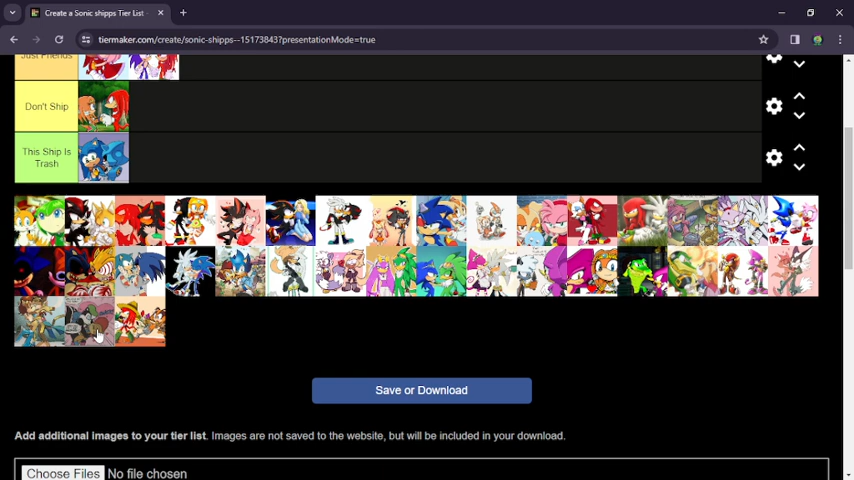 Create a Sonic shipps Tier List -
tiermaker.com/create/sonic-shipps--15173843?presentationMode=true
Just Friends
Don't Ship
This Ship Is
Trash
Save or Download
Add additional images to your tier list. Images are not saved to the website, but will be included in your download.
Choose Files No file chosen